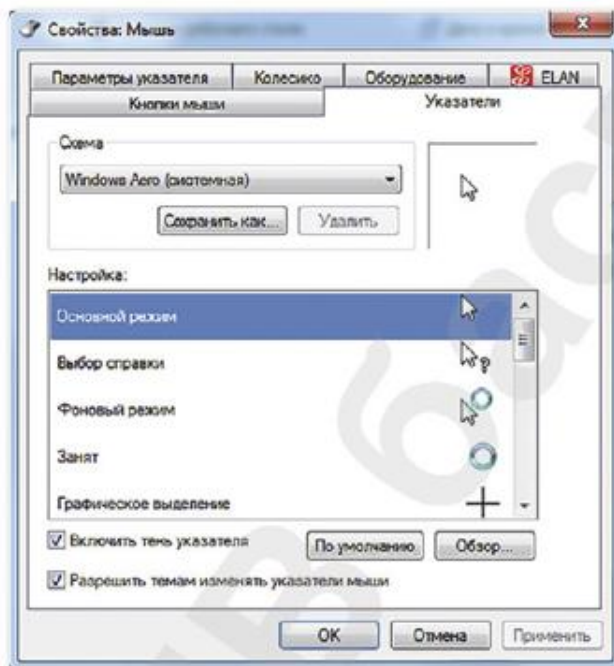 Свойства: Мышь
Параметры указателя Колесико Оборудование ELAN
Кнопки мыши Указатели
Схема
Windows Aero (системная)
Сохранить как... Удалить
Настройка:
Основной режим
Выбор справки
Фоновый режим
Занят
Графическое выделение
Включить тень указателя По умолчанию Обзор...
Разрешить темам изменять указатели мыши
OK Отмена Применить